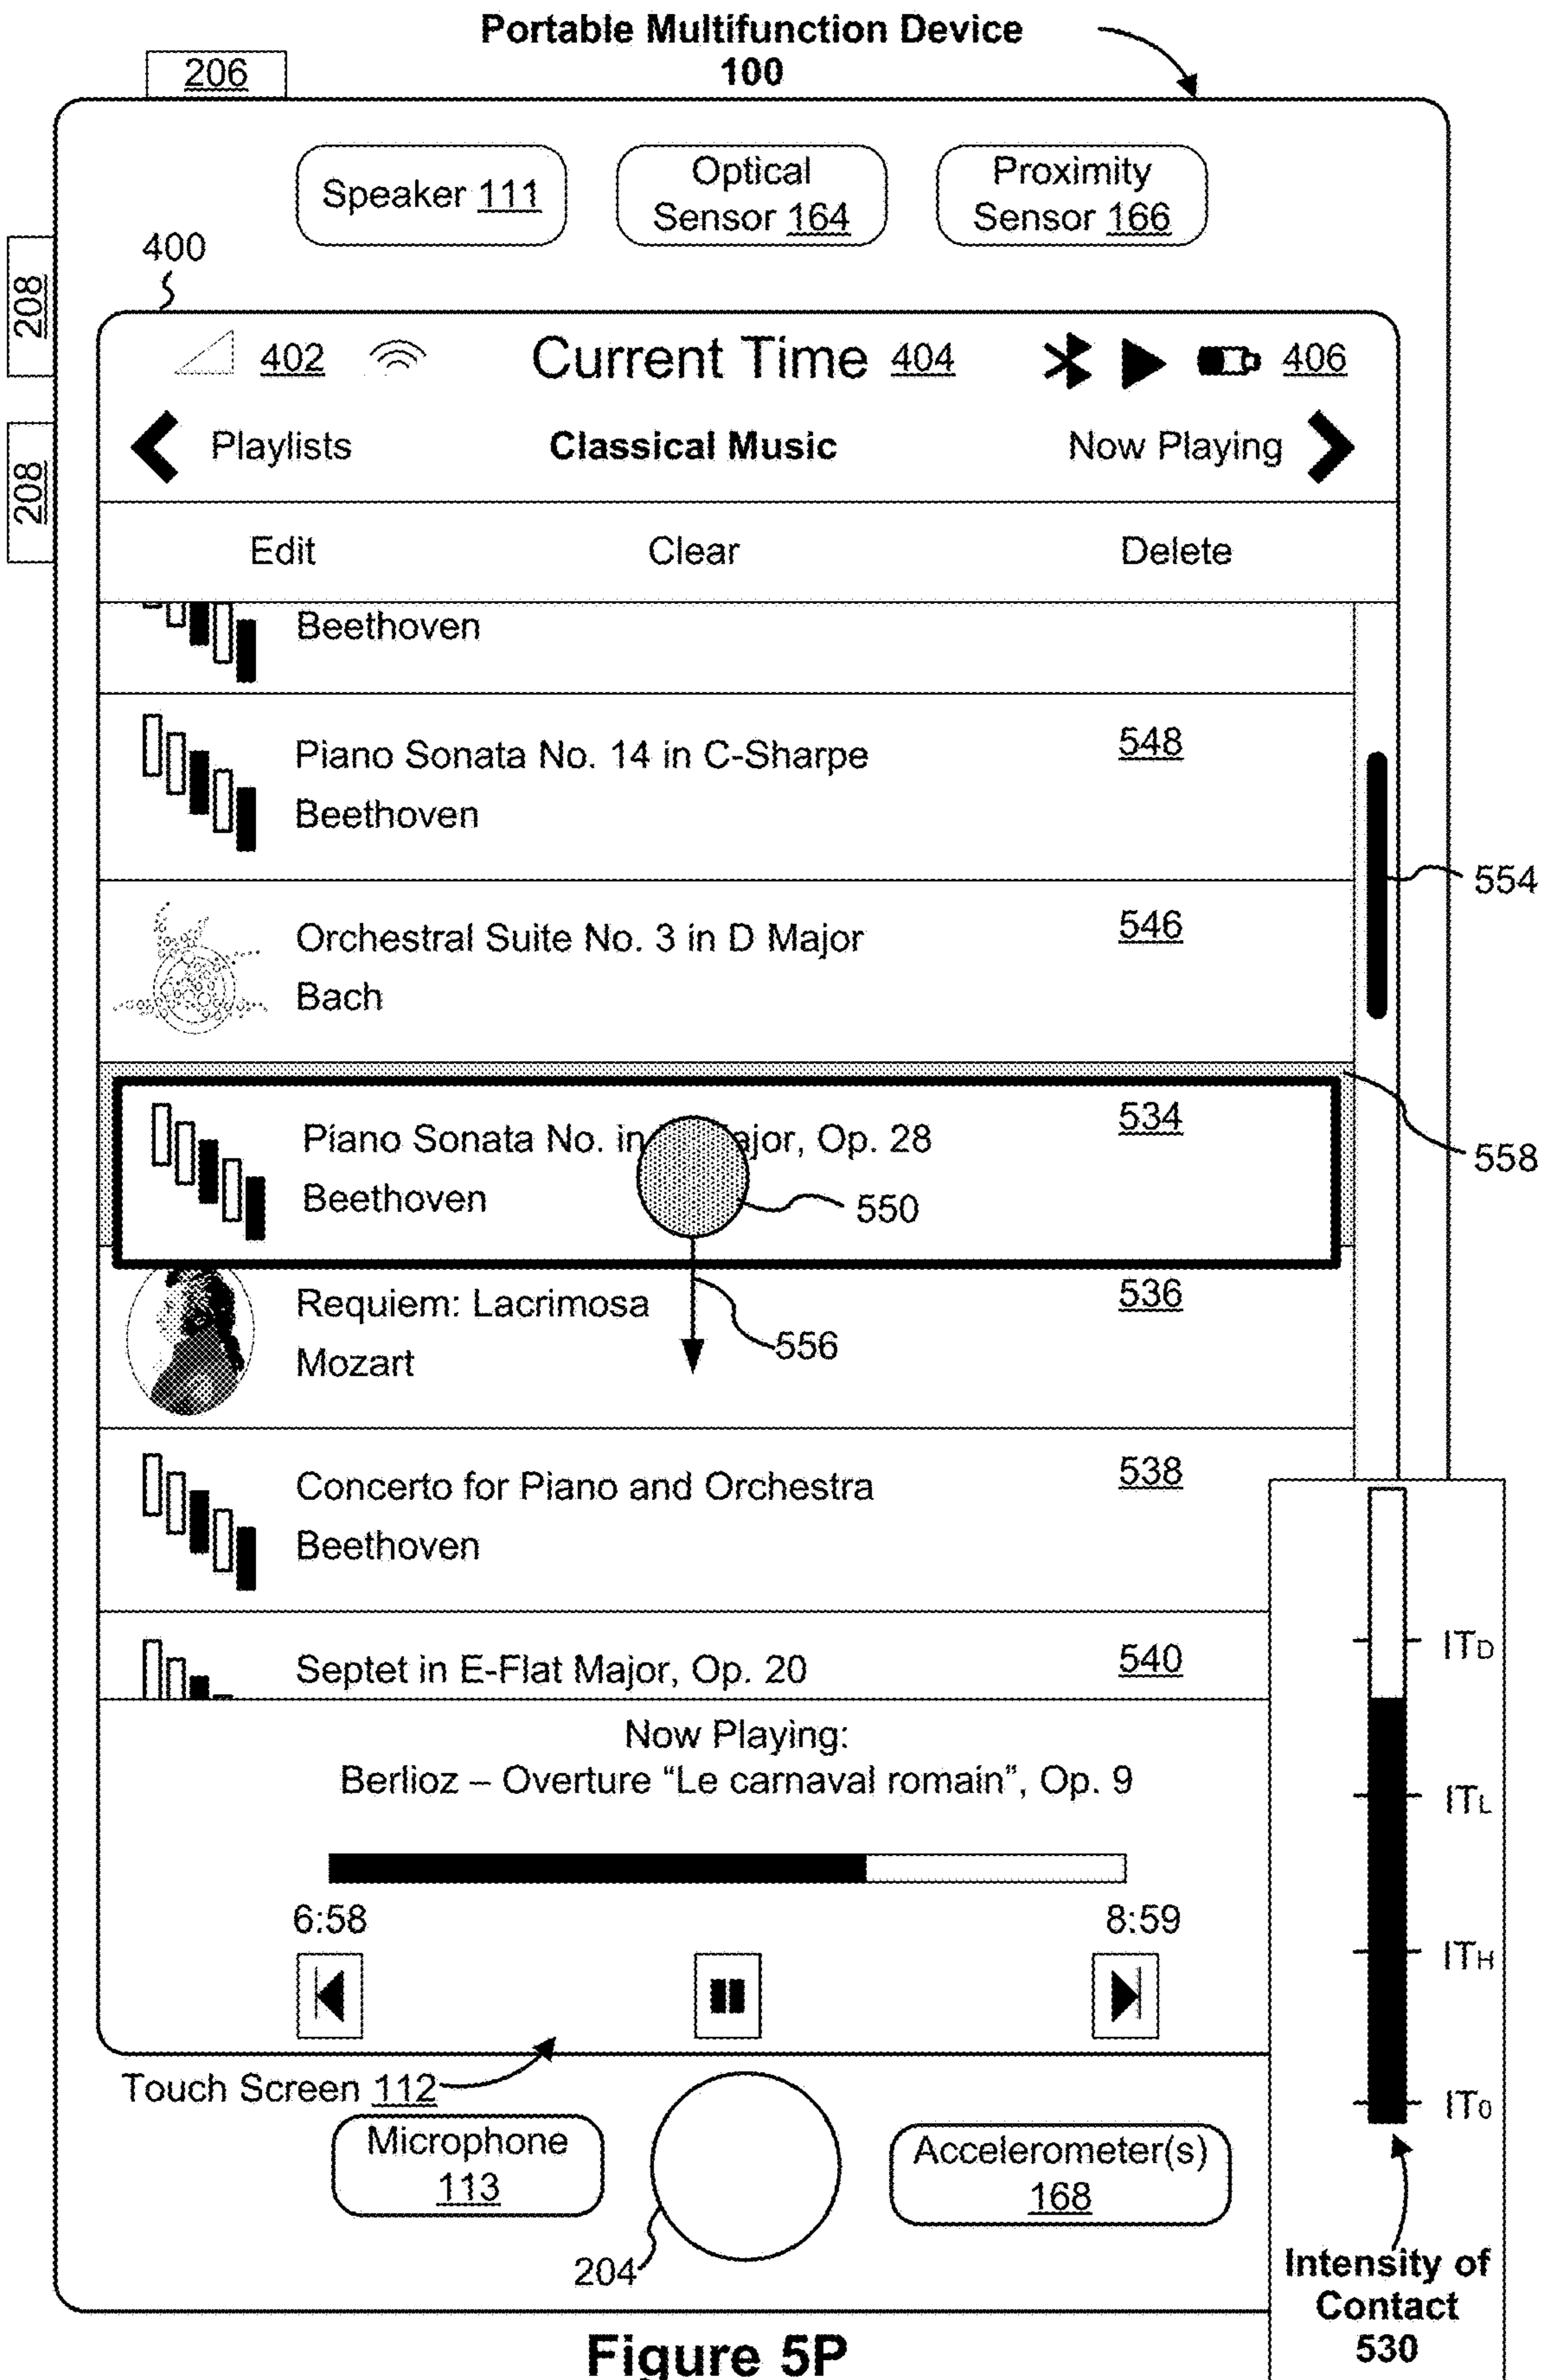 Portable Multifunction Device
100
206
Speaker 111
Optical
Sensor 164
Proximity
Sensor 166
400
208
208
402
Current Time 404
406
Playlists
Classical Music
Now Playing
Edit
Clear
Delete
Beethoven
Piano Sonata No. 14 in C-Sharpe
548
Beethoven
554
Orchestral Suite No. 3 in D Major
546
Bach
Piano Sonata No. in ajor, Op. 28
534
558
Beethoven
550
Requiem: Lacrimosa
536
556
Mozart
Concerto for Piano and Orchestra
538
Beethoven
Septet in E-Flat Major, Op. 20
540
ITD
Now Playing:
Berlioz – Overture “Le carnaval romain”, Op. 9
ITL
6:58
8:59
ITH
Touch Screen 112
IT0
Microphone
113
Accelerometer(s)
168
204
Intensity of
Contact
530
Figure 5P